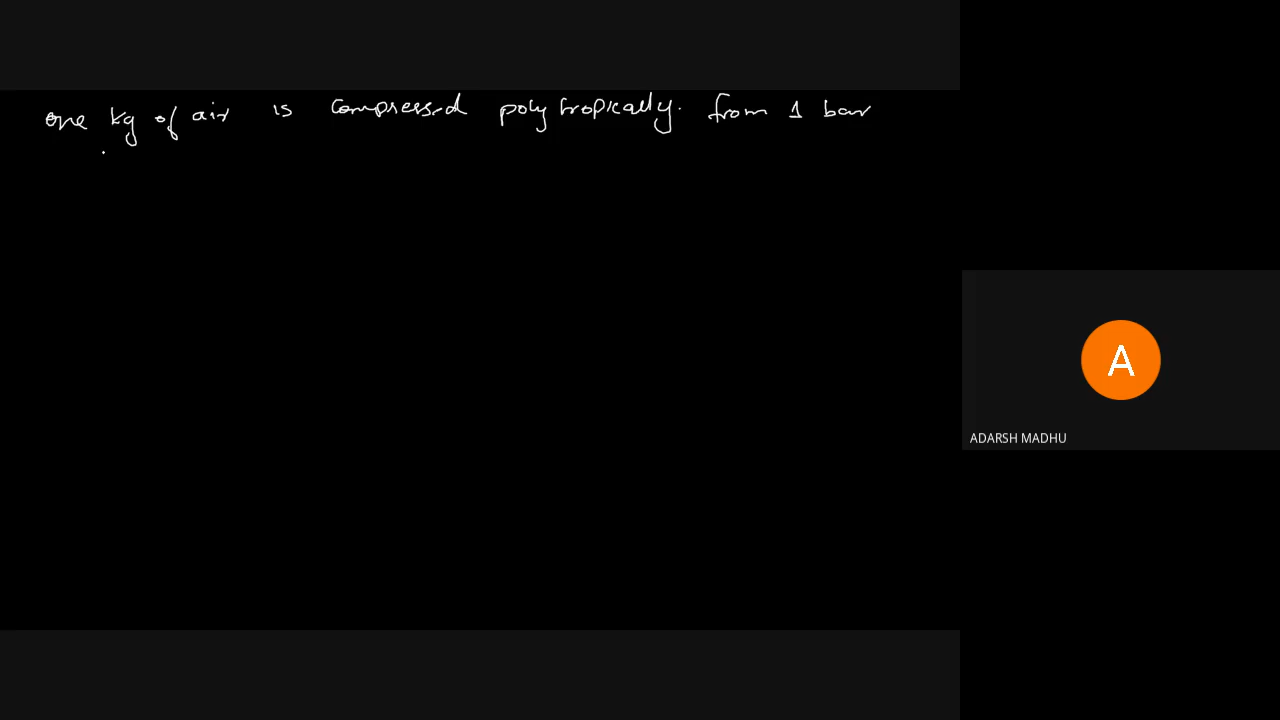 one kg of air is compressed polytropically. from 1 bar
A
ADARSH MADHU